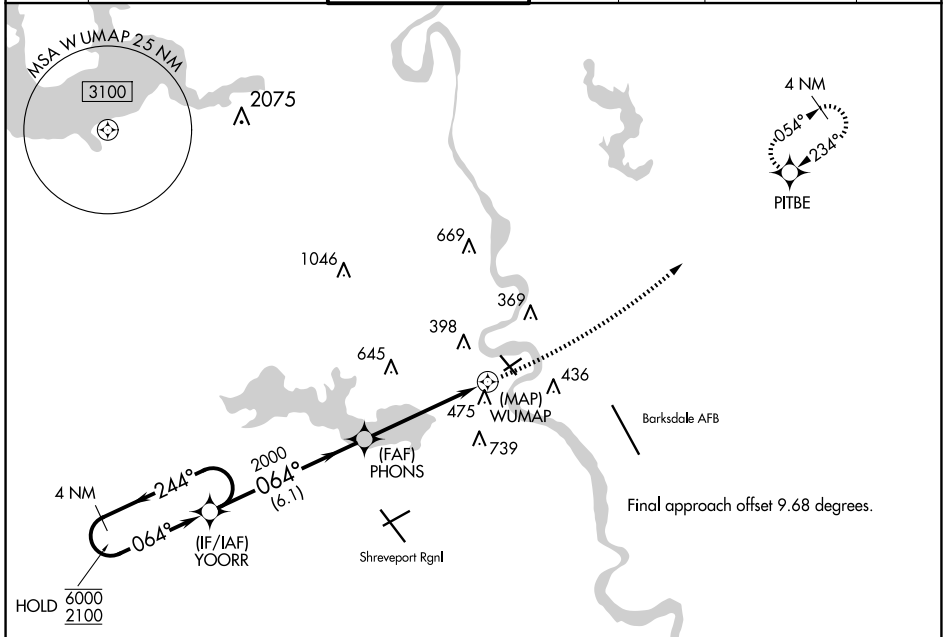 MSA WUMAP 25 NM
3100
2075
4 NM
054°
234°
PITBE
669
1046
369
398
645
436
475
(MAP)
WUMAP
Barksdale AFB
739
(FAF)
PHONS
2000
064°
(6.1)
Final approach offset 9.68 degrees.
4 NM
244°
064°
(IF/IAF)
YOORR
Shreveport Rgnl
HOLD 6000
2100